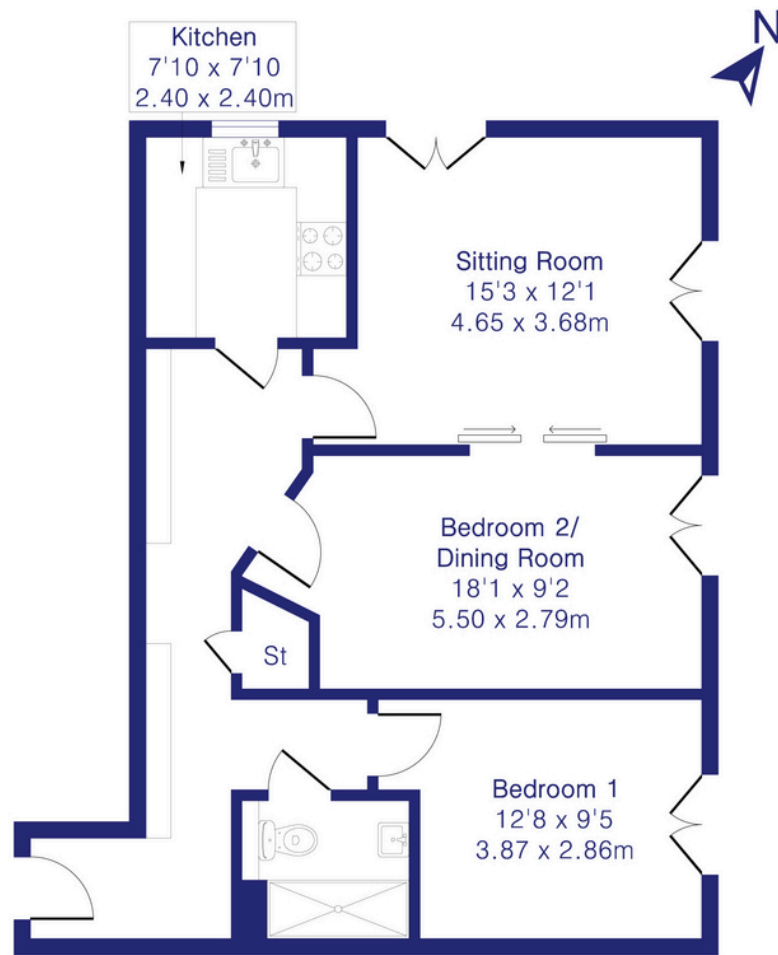 N
Kitchen
7'10 x 7'10
2.40 x 2.40m
Sitting Room
15'3 x 12'1
4.65 x 3.68m
Bedroom 2/
Dining Room
18'1 x 9'2
5.50 x 2.79m
St
Bedroom 1
12'8 x 9'5
3.87 x 2.86m